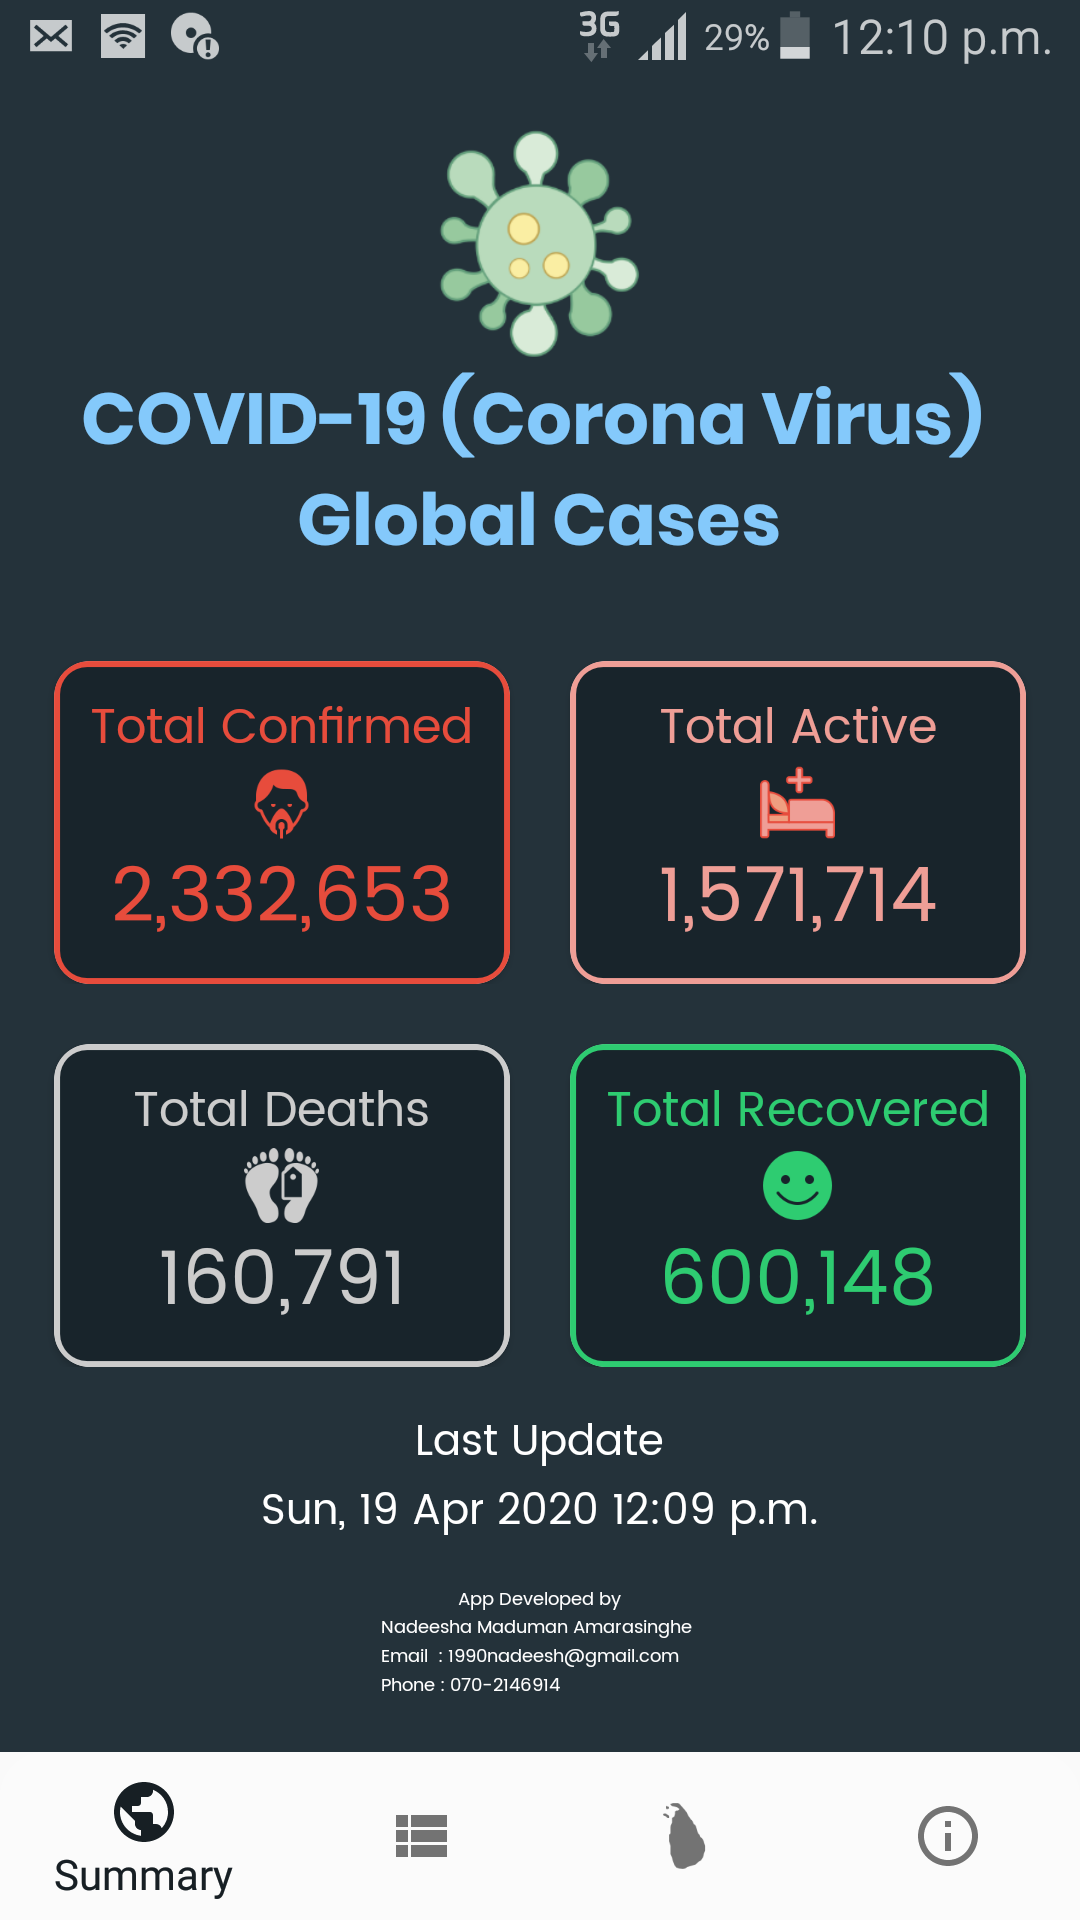 3G 29% 12:10 p.m.
COVID-19 (Corona Virus)
Global Cases
Total Confirmed
2,332,653
Total Active
1,571,714
Total Deaths
160,791
Total Recovered
600,148
Last Update
Sun, 19 Apr 2020 12:09 p.m.
App Developed by
Nadeesha Maduman Amarasinghe
Email : 1990nadeesh@gmail.com
Phone : 070-2146914
Summary